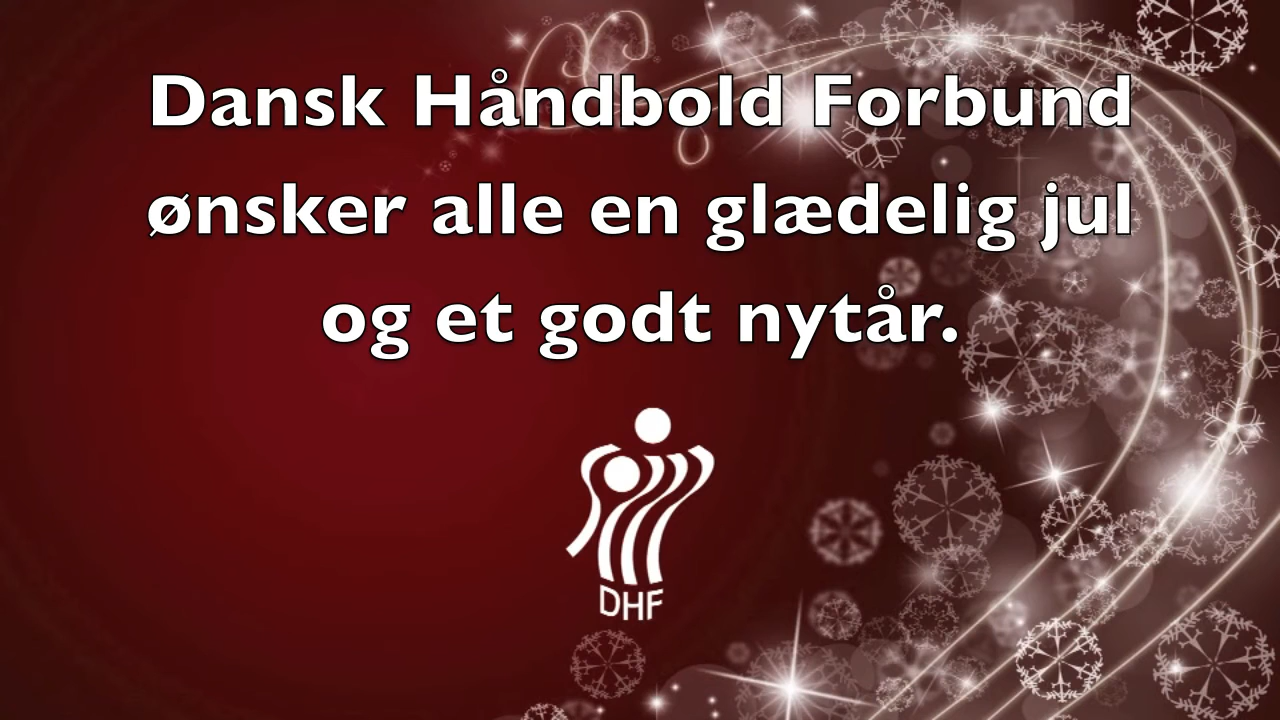 Dansk Håndbold Forbund
ønsker alle en glædelig jul
og et godt nytår.
DHF